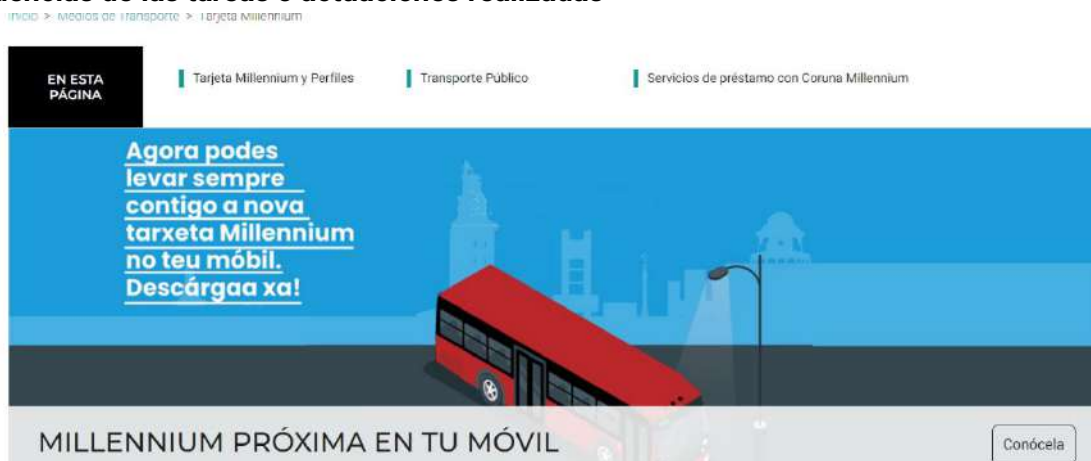 Inicio > Medios de Transporte > Tarjeta Millennium
EN ESTA
PÁGINA
Tarjeta Millennium y Perfiles
Transporte Público
Servicios de préstamo con Coruna Millennium
Agora podes
levar sempre
contigo a nova
tarxeta Millennium
no teu móbil.
Descárgaa xa!
MILLENNIUM PRÓXIMA EN TU MÓVIL
Conócela